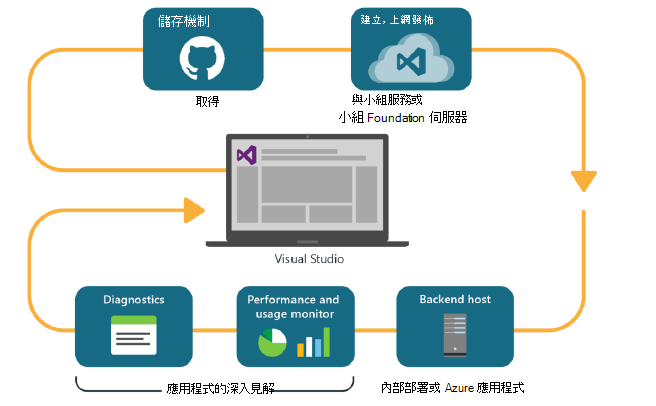 儲存機制
建立, 上網發佈
取得
與小組服務或
小組 Foundation 伺服器
Visual Studio
Diagnostics
Performance and
usage monitor
Backend host
應用程式的深入見解
內部部署或 Azure 應用程式